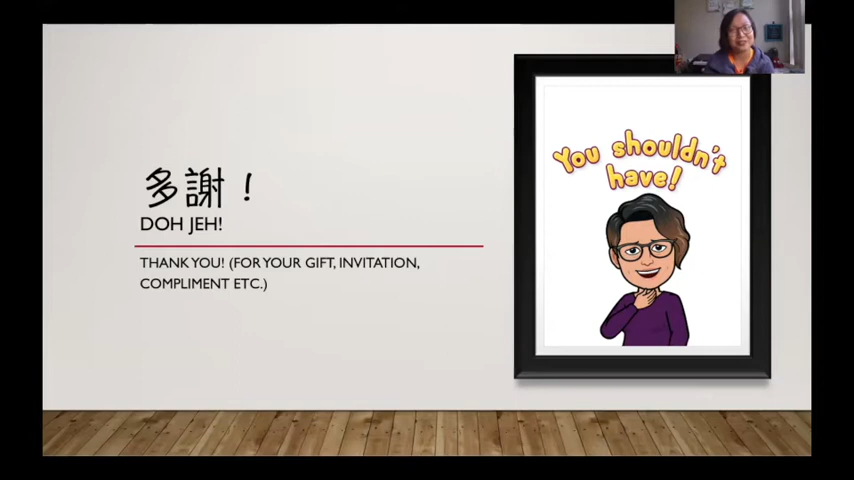 多謝！
DOH JEH!
THANK YOU! (FOR YOUR GIFT, INVITATION,
COMPLIMENT ETC.)
You shouldn't
have!